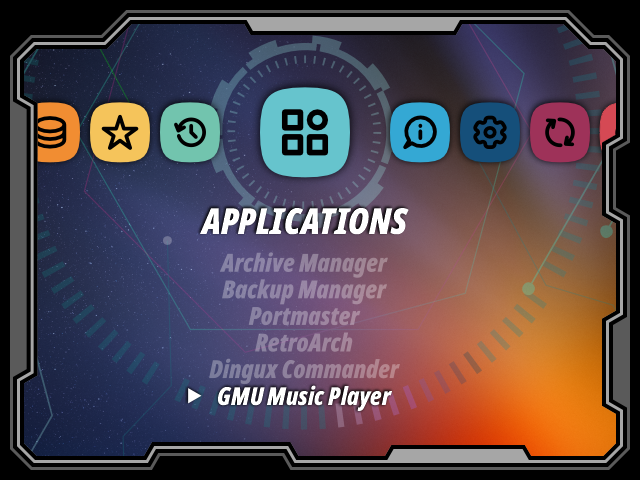 APPLICATIONS
Archive Manager
Backup Manager
Portmaster
RetroArch
Dingux Commander
GMU Music Player